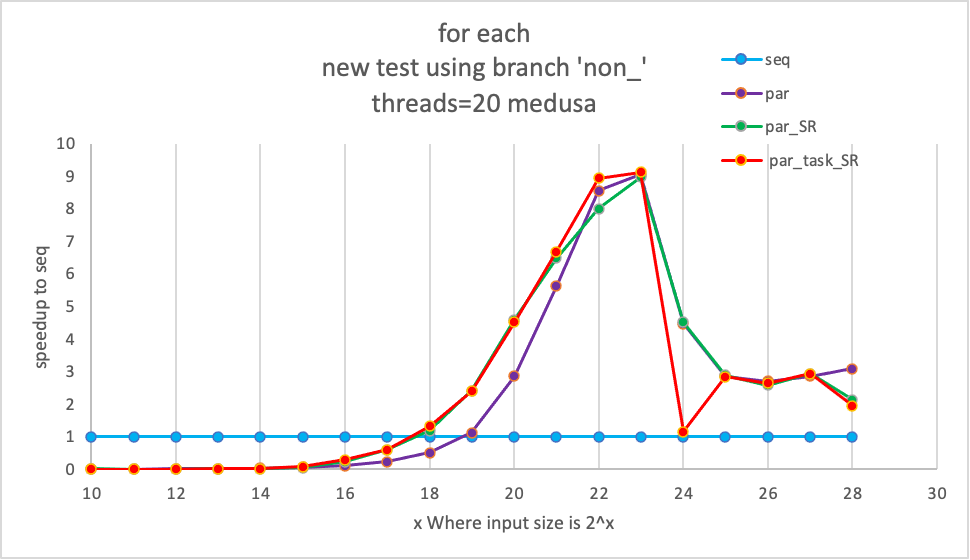 for each
new test using branch 'non_'
threads=20 medusa
seq
par
par_SR
par_task_SR
speedup to seq
10
9
8
7
6
5
4
3
2
1
0
10 12 14 16 18 20 22 24 26 28 30
x Where input size is 2^x